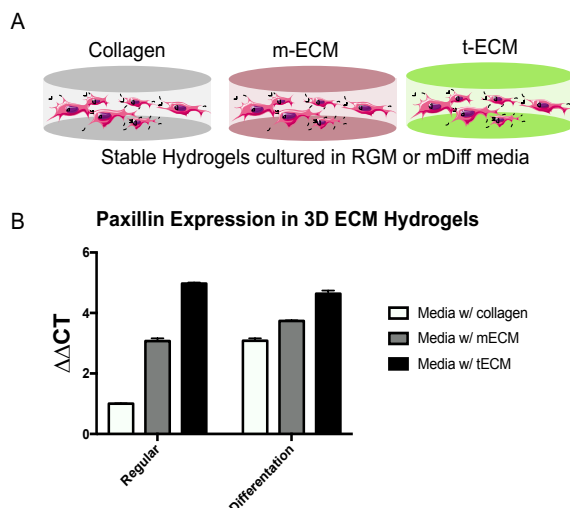 A
Collagen
m-ECM
t-ECM
Stable Hydrogels cultured in RGM or mDiff media
B
Paxillin Expression in 3D ECM Hydrogels
6
4
2
0
ΔΔCT
Regular
Differentation
Media w/ collagen
Media w/ mECM
Media w/ tECM